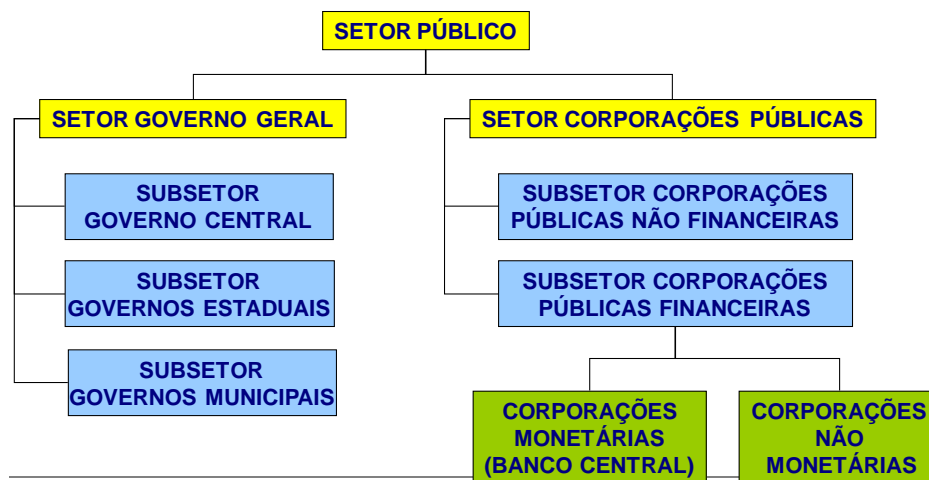 SETOR PÚBLICO
SETOR GOVERNO GERAL
SUBSETOR
GOVERNO CENTRAL
SUBSETOR
GOVERNOS ESTADUAIS
SUBSETOR
GOVERNOS MUNICIPAIS
SETOR CORPORAÇÕES PÚBLICAS
SUBSETOR CORPORAÇÕES
PÚBLICAS NÃO FINANCEIRAS
SUBSETOR CORPORAÇÕES
PÚBLICAS FINANCEIRAS
CORPORAÇÕES
MONETÁRIAS
(BANCO CENTRAL)
CORPORAÇÕES
NÃO
MONETÁRIAS